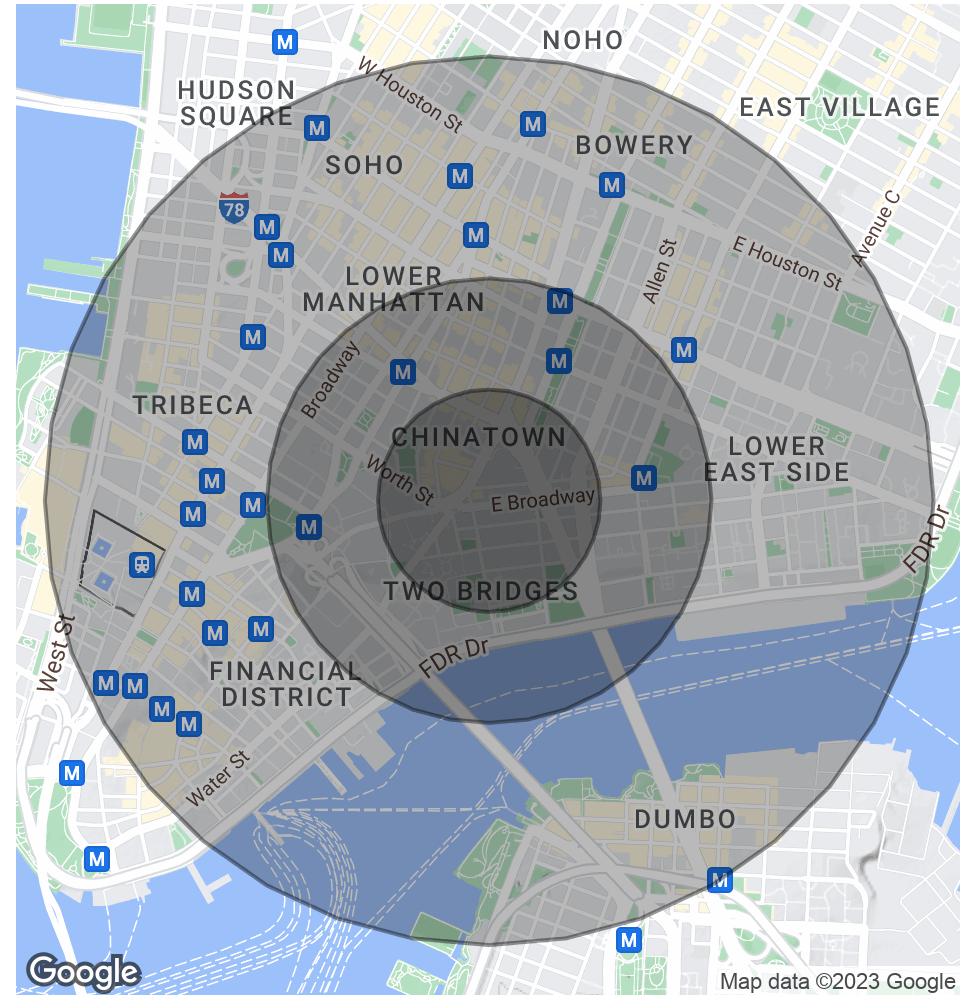 NOHO
M
HUDSON
SQUARE
W Houston St
EAST VILLAGE
M
M
BOWERY
SOHO
M
M
78
M
Avenue C
M
M
E Houston St
Allen St
LOWER
MANHATTAN
M
M
Broadway
M
M
M
TRIBECA
CHINATOWN
M
LOWER
EAST SIDE
Worth St
M
M
E Broadway
M
M
M
FDR Dr
TWO BRIDGES
M
M
M
West St
FDR Dr
FINANCIAL
DISTRICT
M
M
M
M
Water St
M
DUMBO
M
M
M
Google
Map data ©2023 Google